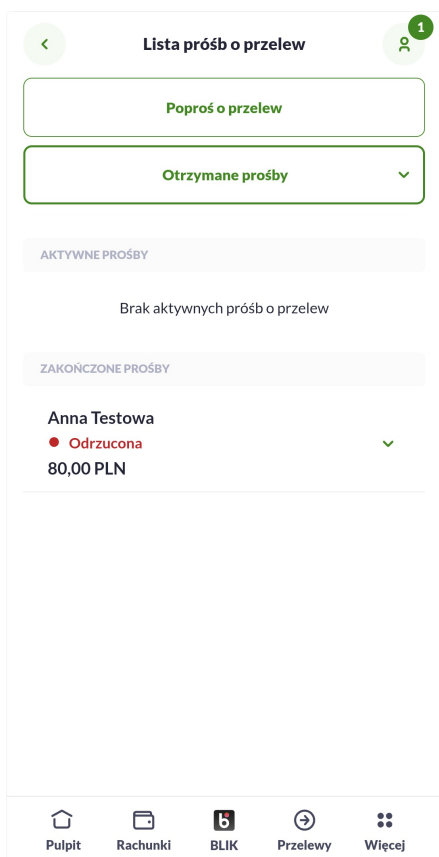 1
Lista próśb o przelew
Poproś o przelew
Otrzymane prośby
AKTYWNE PROŚBY
Brak aktywnych próśb o przelew
ZAKOŃCZONE PROŚBY
Anna Testowa
Odrzucona
80,00 PLN
Pulpit Rachunki BLIK Przelewy Więcej